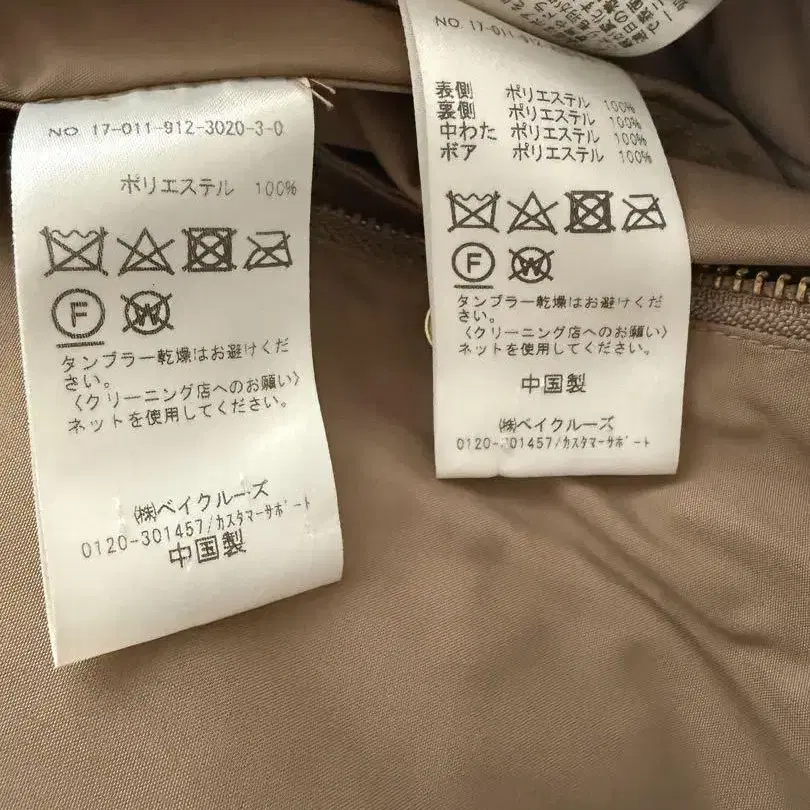 NO 17-011-912-3020-3-0
ポリエステル 100%
F
W
タンブラー乾燥はお避けくだ
さい。
〈クリーニング店へのお願い〉
ネットを使用してください。
㈱ベイクルーズ
0120-301457/カスタマーサポート
中国製
NO 17-011-912
表側 ポリエステル 100%
裏側 ポリエステル 100%
中わた ポリエステル 100%
ボア ポリエステル 100%
F
W
タンブラー乾燥はお避けくだ
さい。
〈クリーニング店へのお願い〉
ネットを使用してください。
中国製
㈱ベイクルーズ
0120-301457/カスタマーサポート